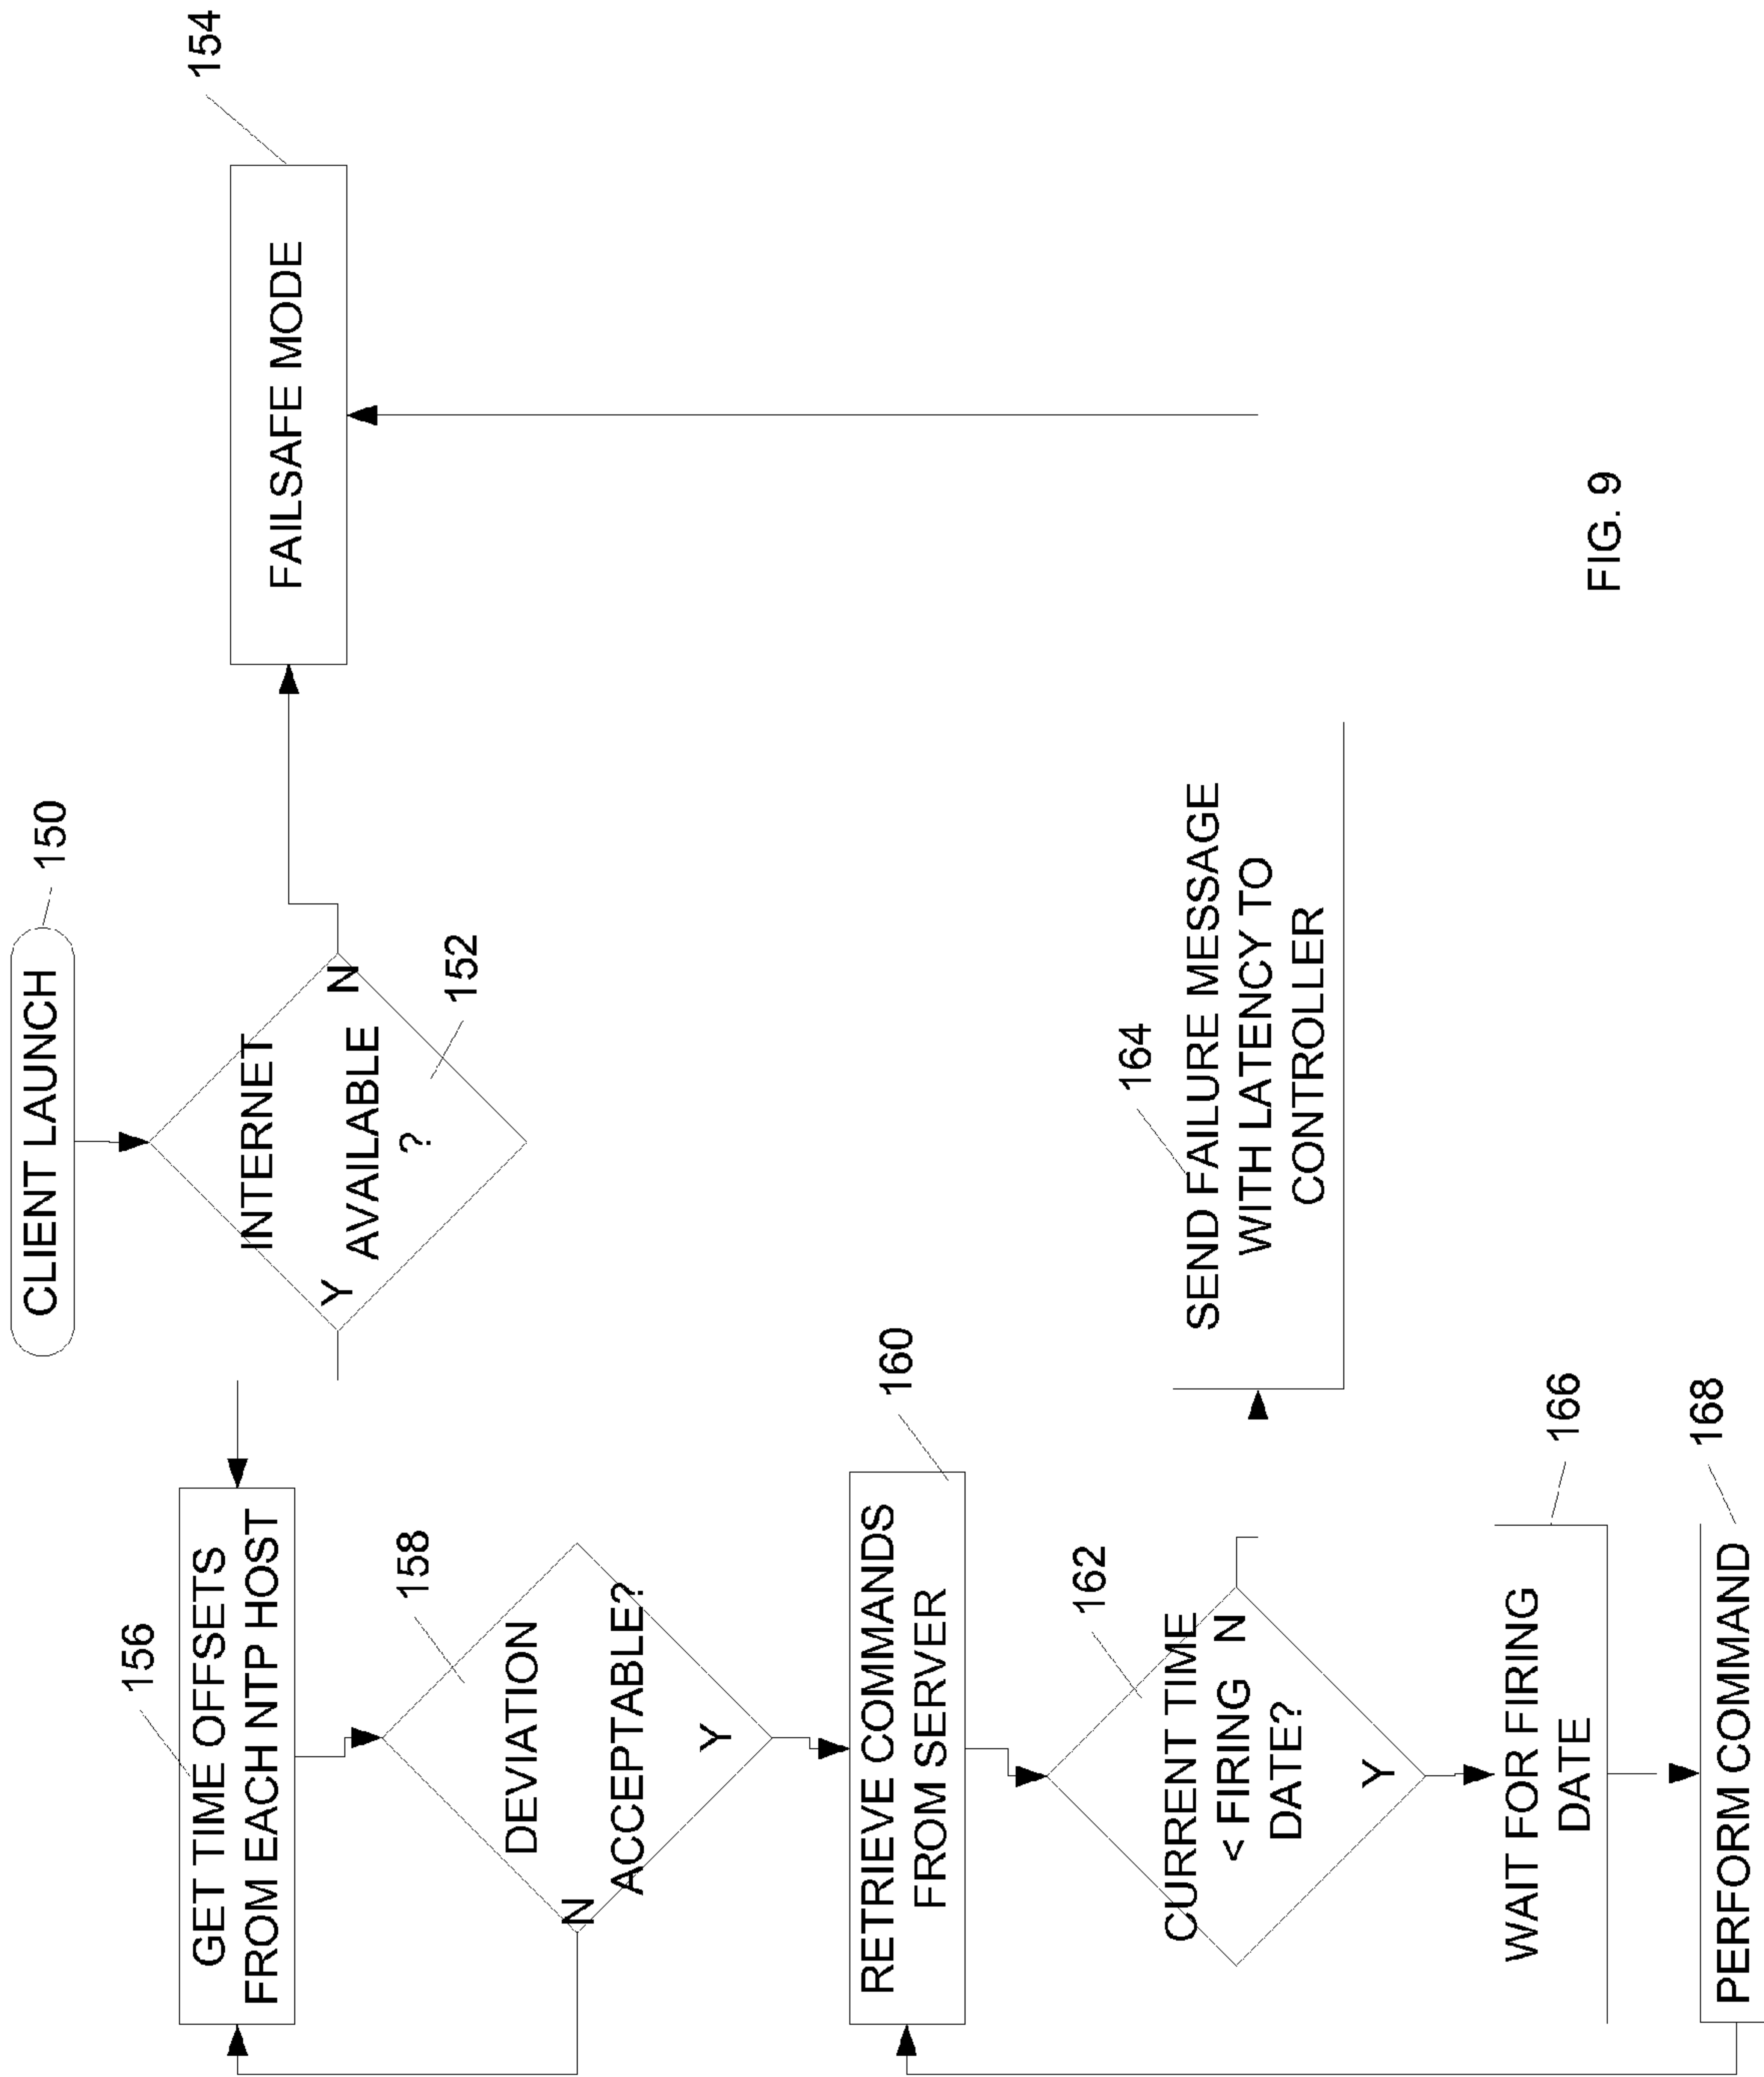 CLIENT LAUNCH
150
INTERNET
AVAILABLE
?
Y
N
152
FAILSAFE MODE
154
156
GET TIME OFFSETS
FROM EACH NTP HOST
158
DEVIATION
ACCEPTABLE?
N
Y
160
RETRIEVE COMMANDS
FROM SERVER
162
CURRENT TIME
< FIRING
DATE?
N
Y
164
SEND FAILURE MESSAGE
WITH LATENCY TO
CONTROLLER
166
WAIT FOR FIRING
DATE
168
PERFORM COMMAND
FIG. 9